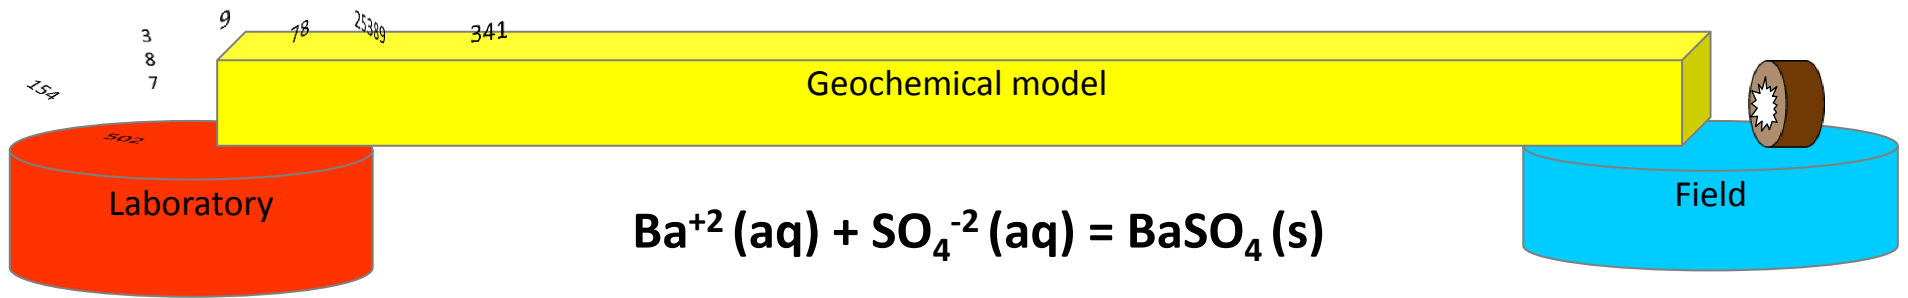 9
78
25389
341
3
8
7
154
502
Geochemical model
Laboratory
Field
Ba⁺² (aq) + SO₄⁻² (aq) = BaSO₄ (s)